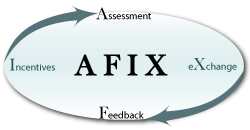 Assessment
Incentives
AFIX
eXchange
Feedback